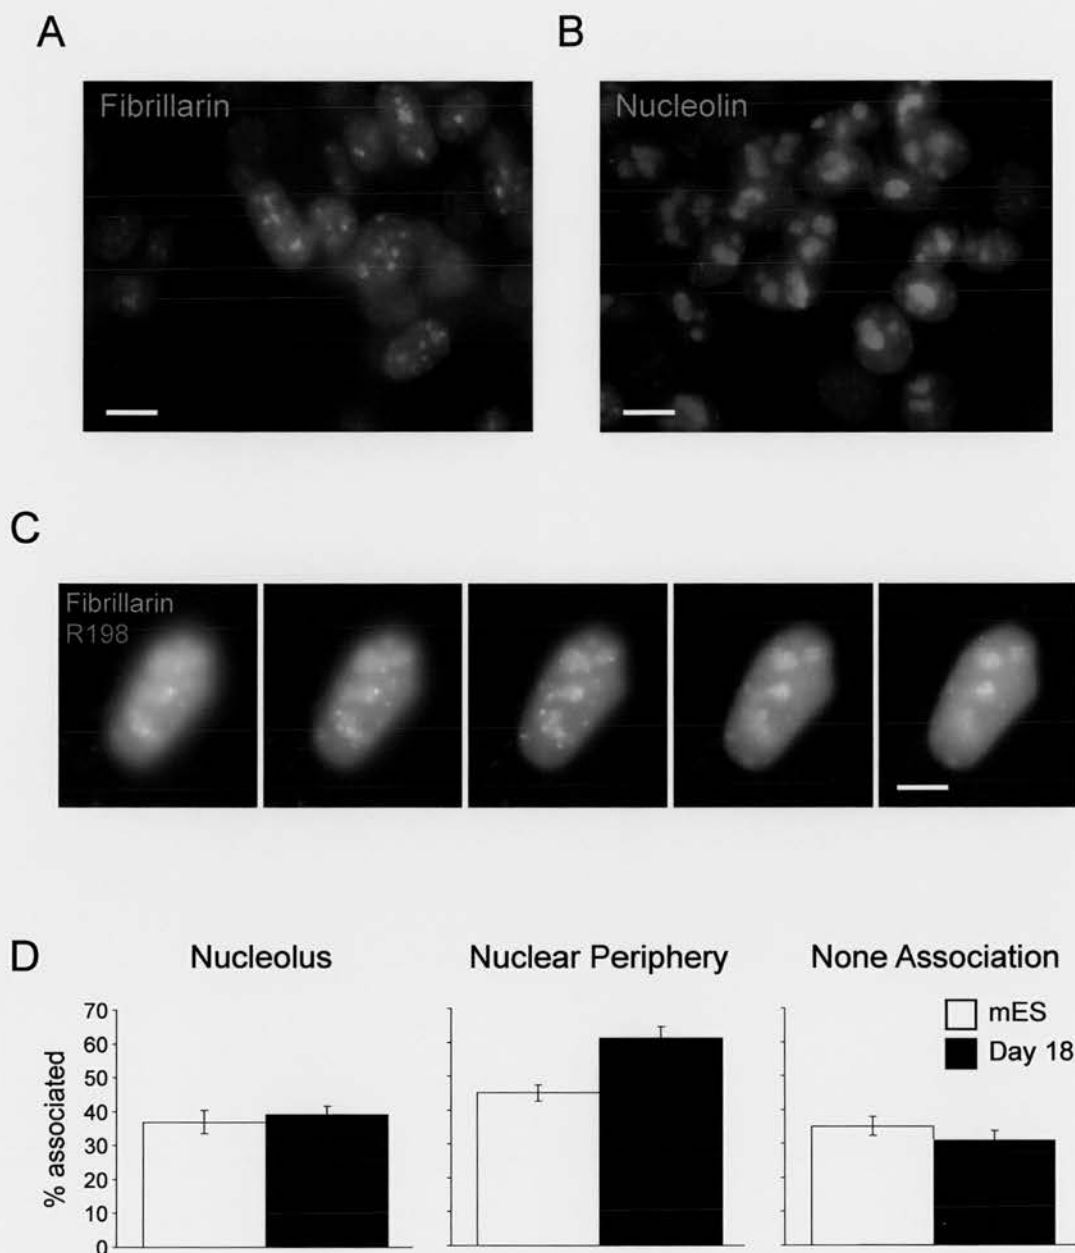 A
B
Fibrillarin
Nucleolin
C
Fibrillarin
R198
D
Nucleolus
Nuclear Periphery
None Association
mES
Day 18
% associated
70
60
50
40
30
20
10
0